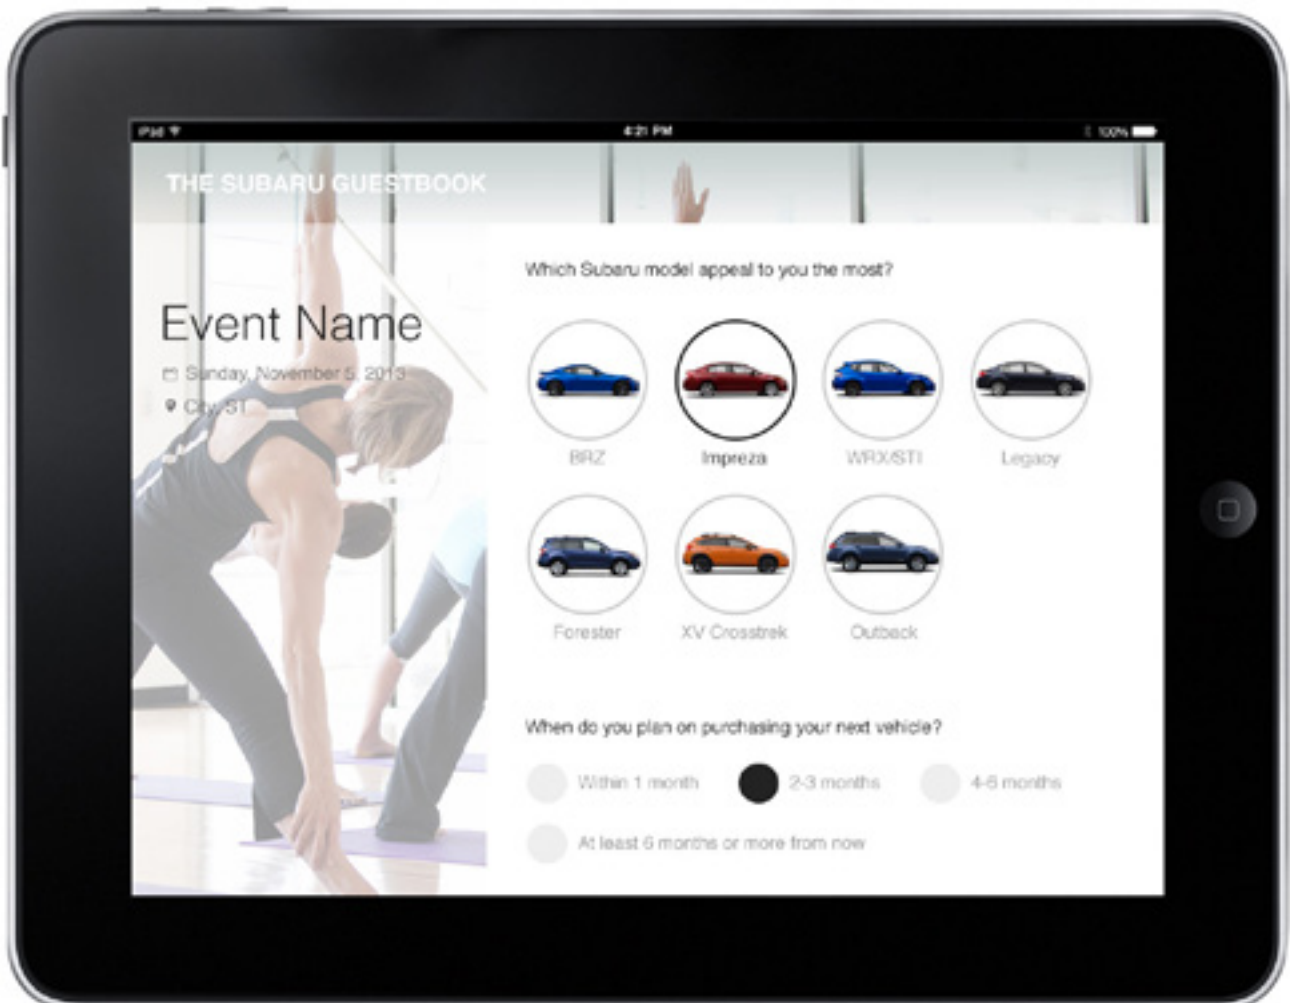 iPad
4:21 PM
100%
THE SUBARU GUESTBOOK
Event Name
Sunday, November 5, 2013
City, ST
Which Subaru model appeal to you the most?
BRZ
Impreza
WRX/STI
Legacy
Forester
XV Crosstrek
Outback
When do you plan on purchasing your next vehicle?
Within 1 month
2-3 months
4-6 months
At least 6 months or more from now